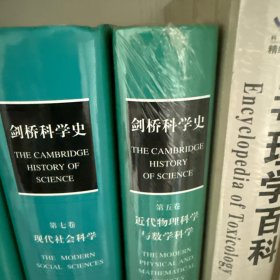 剑桥科学史
THE CAMBRIDGE
HISTORY OF
SCIENCE
第七卷
现代社会科学
THE MODERN
SOCIAL SCIENCES
剑桥科学史
THE CAMBRIDGE
HISTORY
OF SCIENCE
第五卷
近代物理科学
与数学科学
THE MODERN
PHYSICAL AND
MATHEMATICAL
理学百科
Encyclopedia of Toxicology